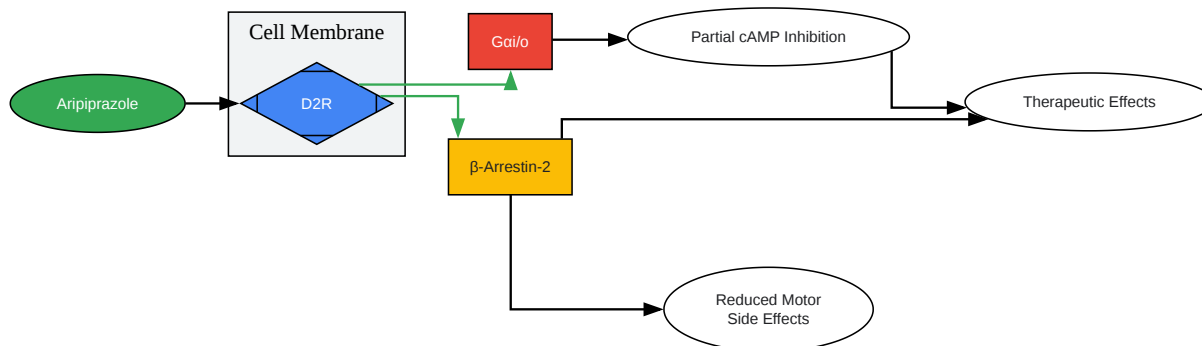 Cell Membrane
Gαi/o
Partial cAMP Inhibition
Aripiprazole
D2R
Therapeutic Effects
β-Arrestin-2
Reduced Motor
Side Effects